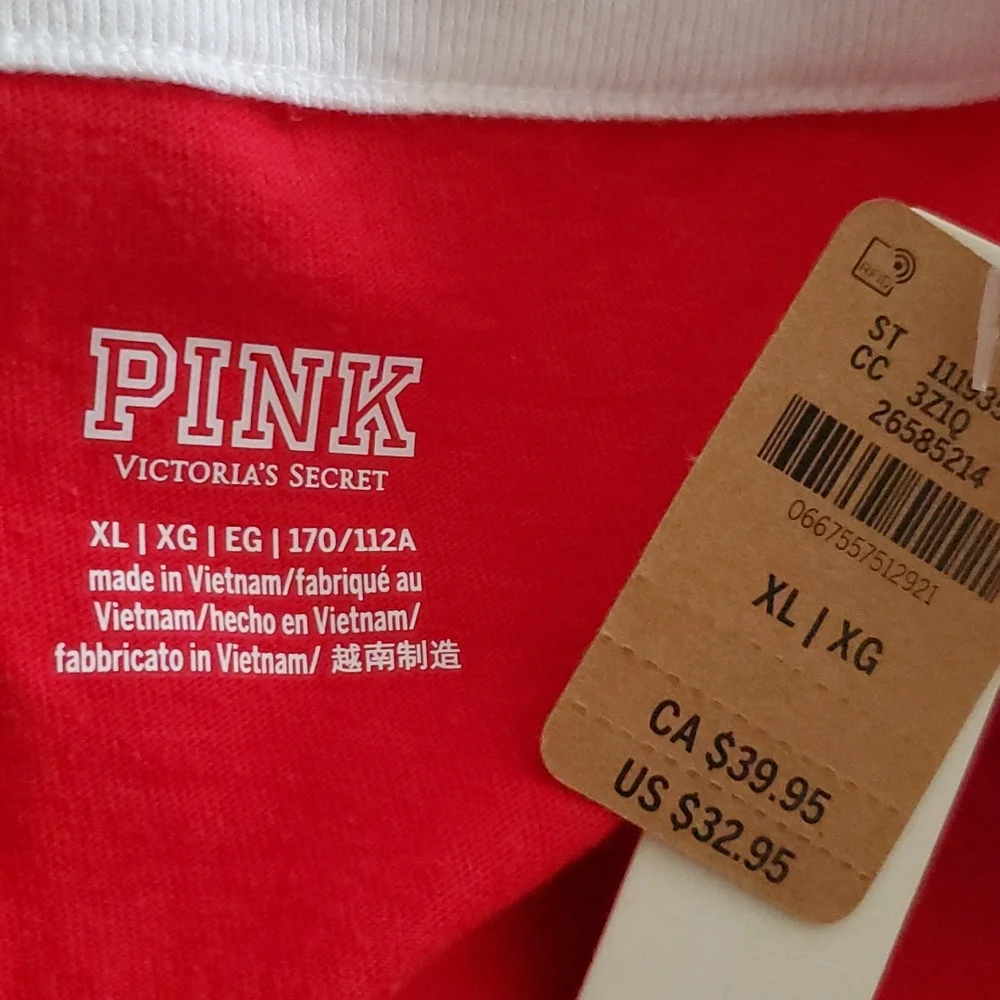 PINK
VICTORIA'S SECRET
XL | XG | EG | 170/112A
made in Vietnam/fabriqué au
Vietnam/hecho en Vietnam/
fabbricato in Vietnam/ 越南制造
RFID
ST
CC 3Z1Q
26585214
0667557512921
XL | XG
CA $39.95
US $32.95